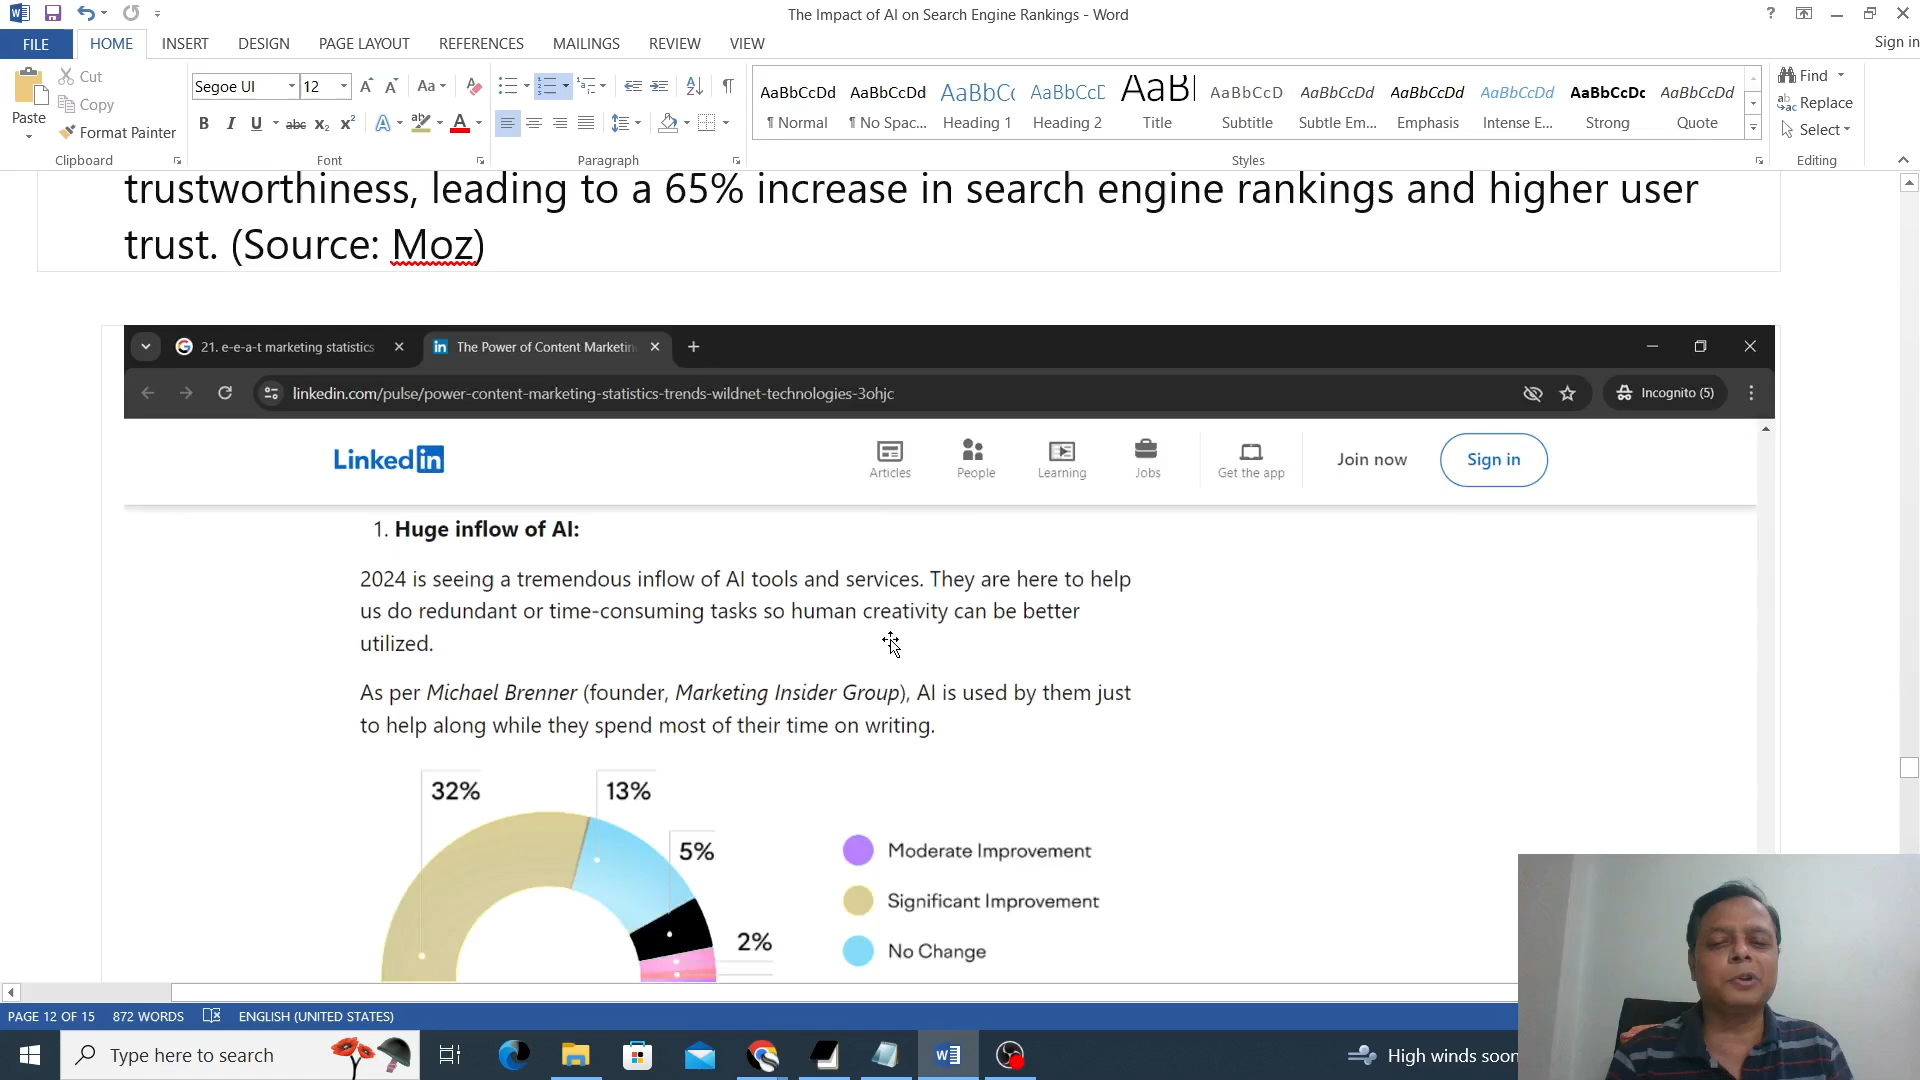 The Impact of AI on Search Engine Rankings - Word
?
FILE HOME INSERT DESIGN PAGE LAYOUT REFERENCES MAILINGS REVIEW VIEW
Sign in
Paste
Cut
Copy
Format Painter
Clipboard
Segoe UI 12
Font
Paragraph
AaBbCcDd AaBbCcDd AaBbCc AaBbCcD AaBl AaBbCcD AaBbCcDd AaBbCcDd AaBbCcDd AaBbCcDc AaBbCcDd
¶ Normal ¶ No Spac... Heading 1 Heading 2 Title Subtitle Subtle Em... Emphasis Intense E... Strong Quote
Styles
Find
Replace
Select
Editing
trustworthiness, leading to a 65% increase in search engine rankings and higher user
trust. (Source: Moz)
21. e-e-a-t marketing statistics
The Power of Content Marketin
linkedin.com/pulse/power-content-marketing-statistics-trends-wildnet-technologies-3ohjc
Incognito (5)
Linked in
Articles People Learning Jobs Get the app Join now Sign in
1. Huge inflow of AI:
2024 is seeing a tremendous inflow of AI tools and services. They are here to help
us do redundant or time-consuming tasks so human creativity can be better
utilized.
As per Michael Brenner (founder, Marketing Insider Group), AI is used by them just
to help along while they spend most of their time on writing.
32%
13%
5%
2%
Moderate Improvement
Significant Improvement
No Change
PAGE 12 OF 15 872 WORDS ENGLISH (UNITED STATES)
Type here to search
High winds soon